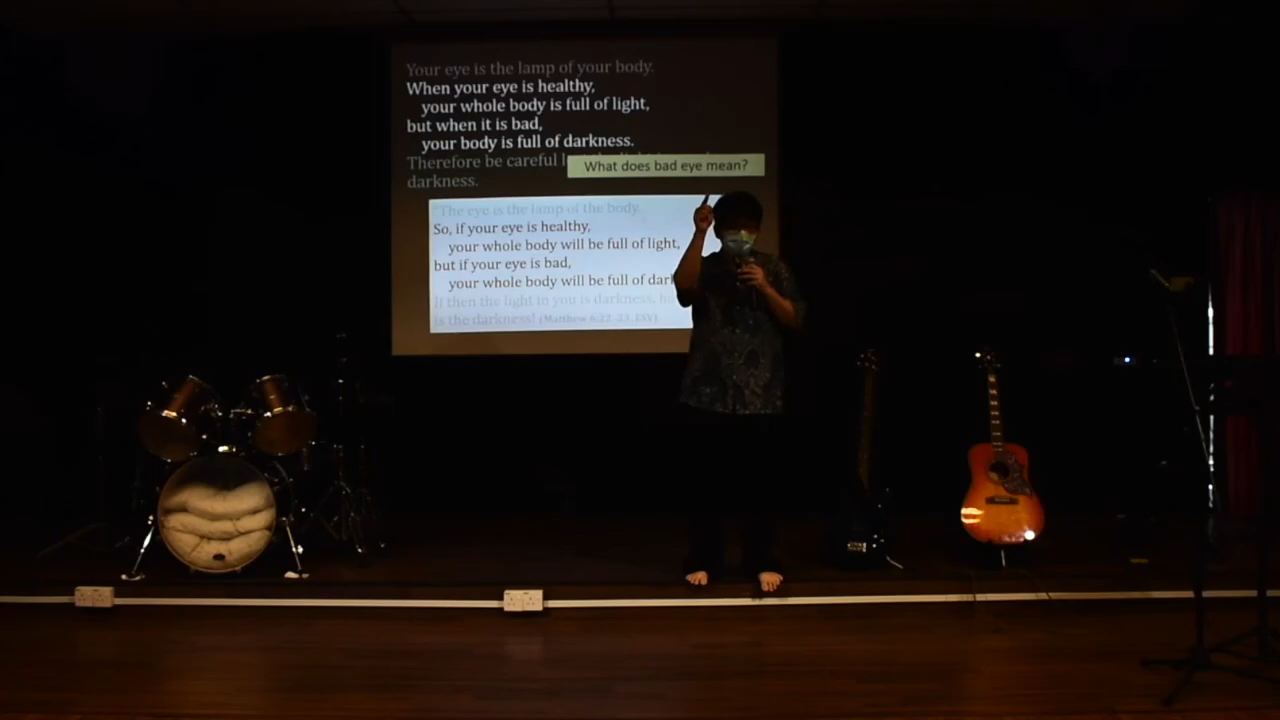 Your eye is the lamp of your body.
When your eye is healthy,
your whole body is full of light,
but when it is bad,
your body is full of darkness.
Therefore be careful
What does bad eye mean?
darkness.
"The eye is the lamp of the body.
So, if your eye is healthy,
your whole body will be full of light,
but if your eye is bad,
your whole body will be full of dark
If then the light in you is darkness,
is the darkness! (Matthew 6:22-23, ESV)